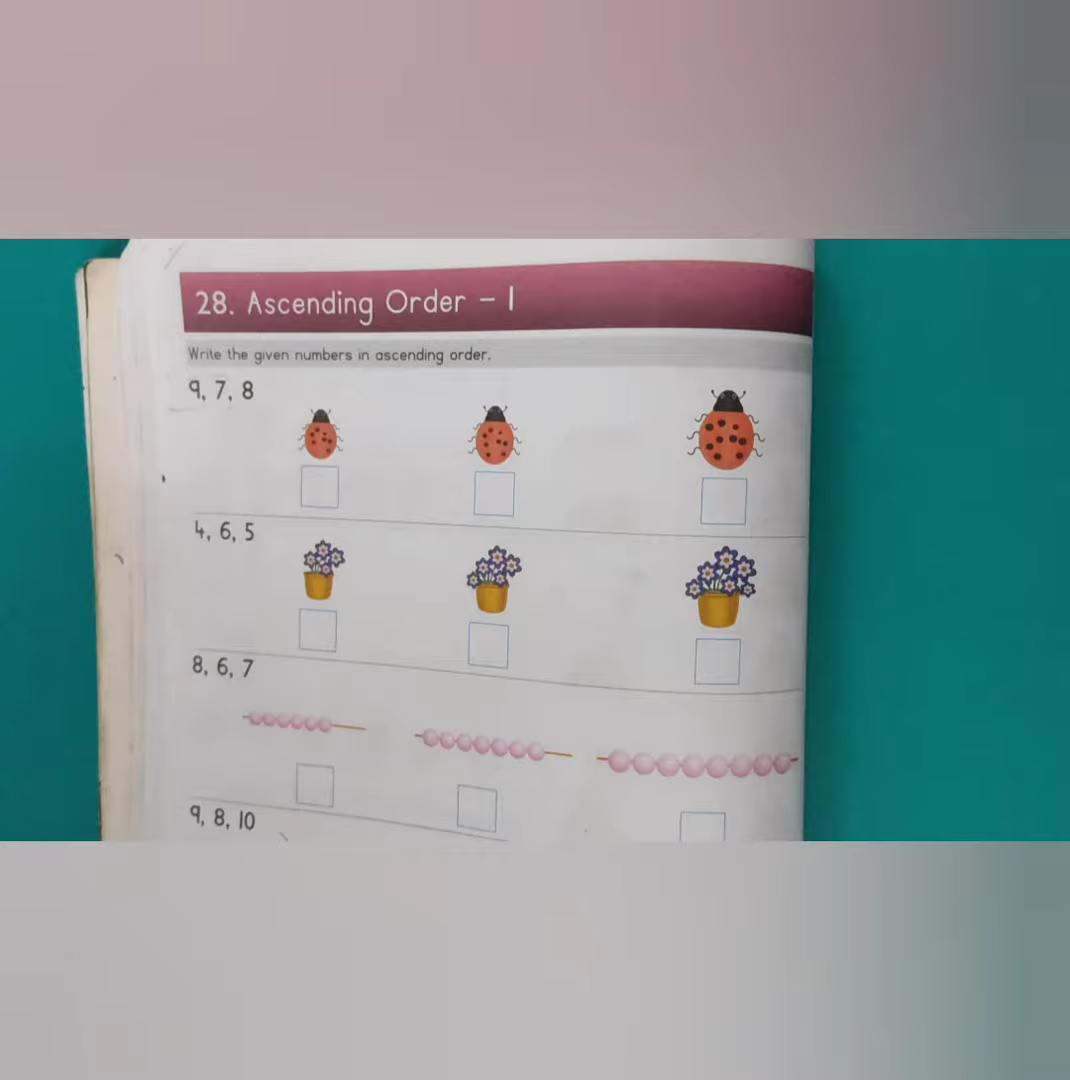 28. Ascending Order - 1
Write the given numbers in ascending order.
9, 7, 8
4, 6, 5
8, 6, 7
9, 8, 10